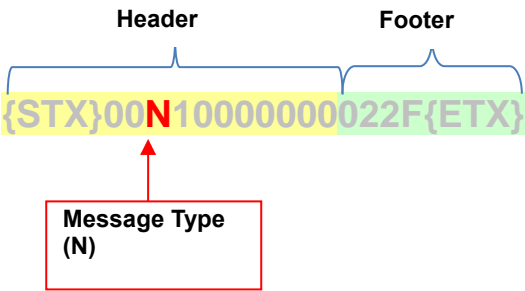 Header Footer
{STX}00N10000000022F{ETX}
Message Type
(N)